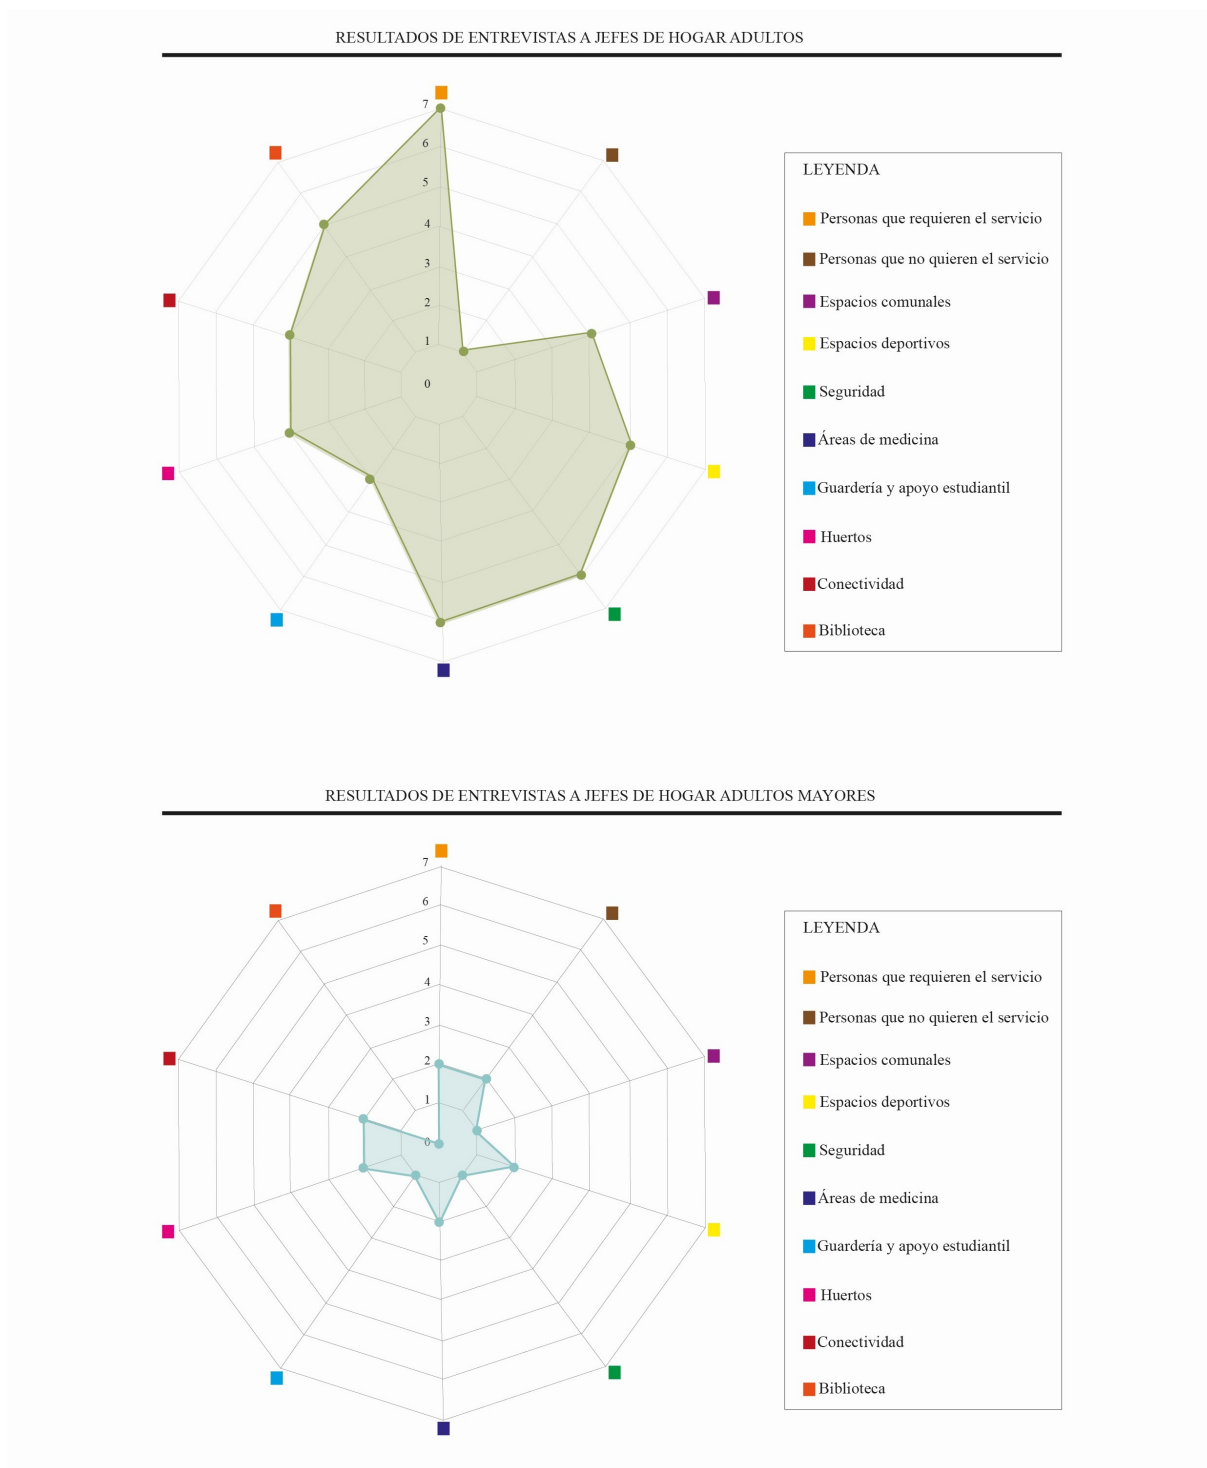 RESULTADOS DE ENTREVISTAS A JEFES DE HOGAR ADULTOS
7
6
5
4
3
2
1
0
LEYENDA
Personas que requieren el servicio
Personas que no quieren el servicio
Espacios comunales
Espacios deportivos
Seguridad
Áreas de medicina
Guardería y apoyo estudiantil
Huertos
Conectividad
Biblioteca
RESULTADOS DE ENTREVISTAS A JEFES DE HOGAR ADULTOS MAYORES
7
6
5
4
3
2
1
0
LEYENDA
Personas que requieren el servicio
Personas que no quieren el servicio
Espacios comunales
Espacios deportivos
Seguridad
Áreas de medicina
Guardería y apoyo estudiantil
Huertos
Conectividad
Biblioteca